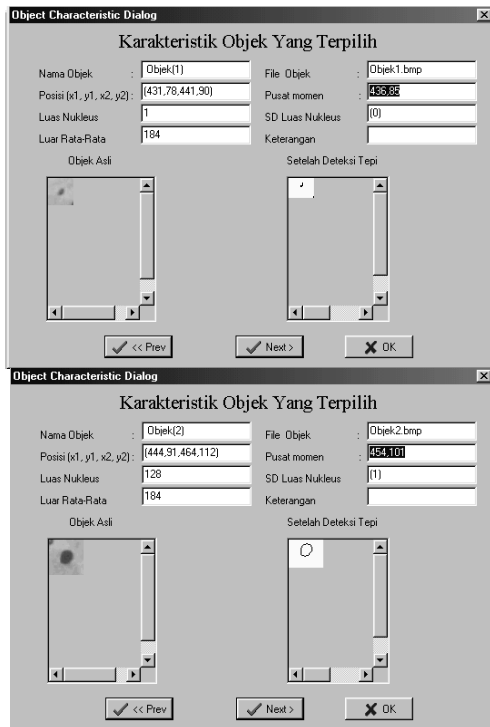 Object Characteristic Dialog
Karakteristik Objek Yang Terpilih
Nama Objek : Objek(1) File Objek : Objek1.bmp
Posisi (x1, y1, x2, y2) : (431,78,441,90) Pusat momen : 436,85
Luas Nukleus 1 SD Luas Nukleus (0)
Luar Rata-Rata 184 Keterangan
Objek Asli Setelah Deteksi Tepi
<< Prev Next > OK
Object Characteristic Dialog
Karakteristik Objek Yang Terpilih
Nama Objek : Objek(2) File Objek : Objek2.bmp
Posisi (x1, y1, x2, y2) : (444,91,464,112) Pusat momen : 454,101
Luas Nukleus 128 SD Luas Nukleus (1)
Luar Rata-Rata 184 Keterangan
Objek Asli Setelah Deteksi Tepi
<< Prev Next > OK